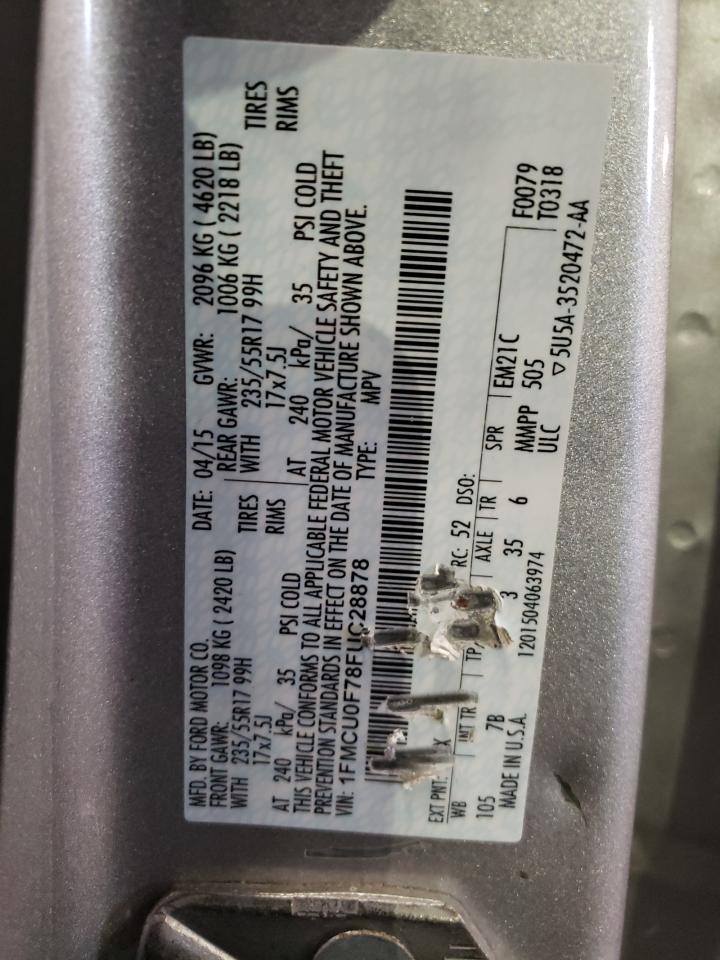 MFD. BY FORD MOTOR CO.
DATE: 04/15 GVWR: 2096 KG ( 4620 LB)
FRONT GAWR: 1098 KG ( 2420 LB)
REAR GAWR: 1006 KG ( 2218 LB)
WITH 235/55R17 99H TIRES
WITH 235/55R17 99H TIRES
17x7.5J RIMS
17x7.5J RIMS
AT 240 kPa/ 35 PSI COLD
AT 240 kPa/ 35 PSI COLD
THIS VEHICLE CONFORMS TO ALL APPLICABLE FEDERAL MOTOR VEHICLE SAFETY AND THEFT
PREVENTION STANDARDS IN EFFECT ON THE DATE OF MANUFACTURE SHOWN ABOVE.
VIN: 1FMCU0F78FUC28878 TYPE: MPV
EXT PNT: RC: 52 DSO:
WB INT TR AXLE TR SPR EM21C F0079
105 7B 3 35 6 MMPP 505 T0318
MADE IN U.S.A. 1201504063974 ULC ▽5U5A-3520472-AA